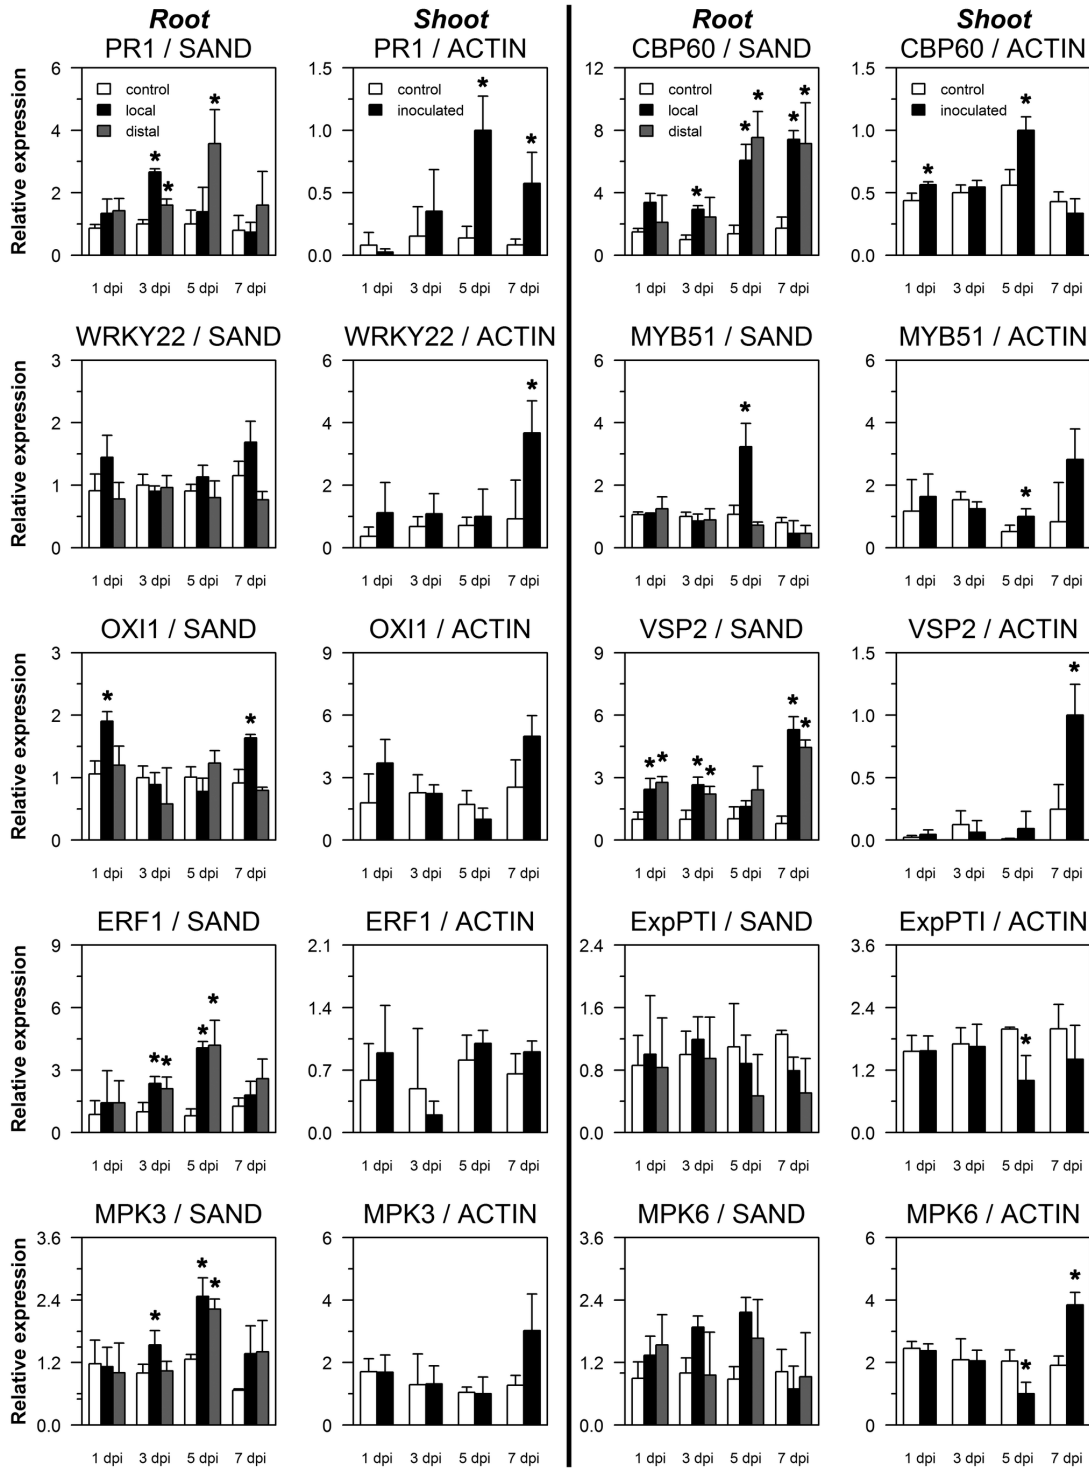 Root Shoot Root Shoot
PR1 / SAND PR1 / ACTIN CBP60 / SAND CBP60 / ACTIN
Relative expression
6 1.5 12 1.5
control control control control
local inoculated local inoculated
distal distal
* * * * * * * * * * *
4 1.0 8 1.0
2 0.5 4 0.5
0 0.0 0 0.0
1 dpi 3 dpi 5 dpi 7 dpi 1 dpi 3 dpi 5 dpi 7 dpi 1 dpi 3 dpi 5 dpi 7 dpi 1 dpi 3 dpi 5 dpi 7 dpi
WRKY22 / SAND WRKY22 / ACTIN MYB51 / SAND MYB51 / ACTIN
Relative expression
3 6 6 6
* * *
2 4 4 4
1 2 2 2
0 0 0 0
1 dpi 3 dpi 5 dpi 7 dpi 1 dpi 3 dpi 5 dpi 7 dpi 1 dpi 3 dpi 5 dpi 7 dpi 1 dpi 3 dpi 5 dpi 7 dpi
OXI1 / SAND OXI1 / ACTIN VSP2 / SAND VSP2 / ACTIN
Relative expression
3 9 9 1.5
* * * * * * * * *
2 6 6 1.0
1 3 3 0.5
0 0 0 0.0
1 dpi 3 dpi 5 dpi 7 dpi 1 dpi 3 dpi 5 dpi 7 dpi 1 dpi 3 dpi 5 dpi 7 dpi 1 dpi 3 dpi 5 dpi 7 dpi
ERF1 / SAND ERF1 / ACTIN ExpPTI / SAND ExpPTI / ACTIN
Relative expression
9 2.1 2.4 3.6
* * * * *
6 1.4 1.6 2.4
3 0.7 0.8 1.2
0 0.0 0.0 0.0
1 dpi 3 dpi 5 dpi 7 dpi 1 dpi 3 dpi 5 dpi 7 dpi 1 dpi 3 dpi 5 dpi 7 dpi 1 dpi 3 dpi 5 dpi 7 dpi
MPK3 / SAND MPK3 / ACTIN MPK6 / SAND MPK6 / ACTIN
Relative expression
3.6 6 3.6 6
* * * * *
2.4 4 2.4 4
1.2 2 1.2 2
0.0 0 0.0 0
1 dpi 3 dpi 5 dpi 7 dpi 1 dpi 3 dpi 5 dpi 7 dpi 1 dpi 3 dpi 5 dpi 7 dpi 1 dpi 3 dpi 5 dpi 7 dpi